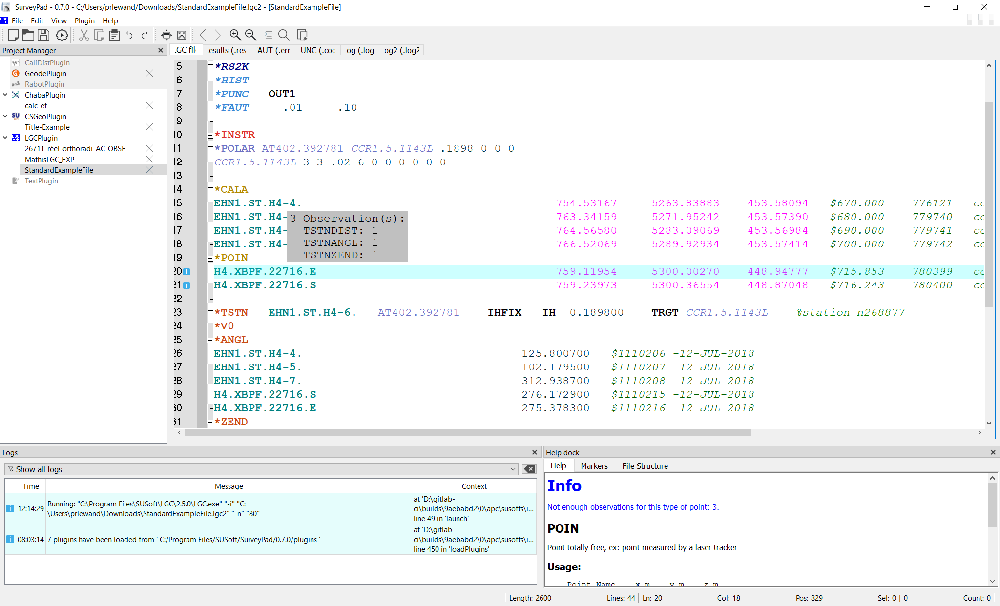 SurveyPad - 0.7.0 - C:/Users/prlewand/Downloads/StandardExampleFile.lgc2 - [StandardExampleFile]
File Edit View Plugin Help
Project Manager
CaliDistPlugin
GeodePlugin
RabotPlugin
ChabaPlugin
calc_ef
CSGeoPlugin
Title-Example
LGCPlugin
26711_réel_orthoradi_AC_OBSE
MathisLGC_EXP
StandardExampleFile
TextPlugin
.GC file esults (.res AUT (.err UNC (.coo og (.log og2 (.log2
5 *RS2K
6 *HIST
7 *PUNC OUT1
8 *FAUT .01 .10
9
10 *INSTR
11 *POLAR AT402.392781 CCR1.5.1143L .1898 0 0 0
12 CCR1.5.1143L 3 3 .02 6 0 0 0 0 0 0
13
14 *CALA
15 EHN1.ST.H4-4. 754.53167 5263.83883 453.58094 $670.000 776121
16 EHN1.ST.H4- 763.34159 5271.95242 453.57390 $680.000 779740
17 EHN1.ST.H4- 764.56580 5283.09069 453.56984 $690.000 779741
18 EHN1.ST.H4- 766.52069 5289.92934 453.57414 $700.000 779742
3 Observation(s):
TSTNDIST: 1
TSTNANGL: 1
TSTNZEND: 1
19 *POIN
20 H4.XBPF.22716.E 759.11954 5300.00270 448.94777 $715.853 780399
21 H4.XBPF.22716.S 759.23973 5300.36554 448.87048 $716.243 780400
22
23 *TSTN EHN1.ST.H4-6. AT402.392781 IHFIX IH 0.189800 TRGT CCR1.5.1143L %station n268877
24 *V0
25 *ANGL
26 EHN1.ST.H4-4. 125.800700 $1110206 -12-JUL-2018
27 EHN1.ST.H4-5. 102.179500 $1110207 -12-JUL-2018
28 EHN1.ST.H4-7. 312.938700 $1110208 -12-JUL-2018
29 H4.XBPF.22716.S 276.172900 $1110215 -12-JUL-2018
30 H4.XBPF.22716.E 275.378300 $1110216 -12-JUL-2018
31 *ZEND
Logs
Show all logs
Time Message Context
12:14:29 Running: "C:\Program Files\SUSoft\LGC\2.5.0\LGC.exe" "-i" "C:
\Users\prlewand\Downloads\StandardExampleFile.lgc2" "-n" "80"
at 'D:\gitlab-
ci\builds\9aebabd2\0\apc\susofts\i...
line 49 in 'launch'
08:03:14 7 plugins have been loaded from ' C:/Program Files/SUSoft/SurveyPad/0.7.0/plugins '
at 'D:\gitlab-
ci\builds\9aebabd2\0\apc\susofts\i...
line 450 in 'loadPlugins'
Help dock
Help Markers File Structure
Info
Not enough observations for this type of point: 3.
POIN
Point totally free, ex: point measured by a laser tracker
Usage:
Point Name x m y m z m
Length: 2600 Lines: 44 Ln: 20 Col: 18 Pos: 829 Sel: 0 | 0 Count: 0